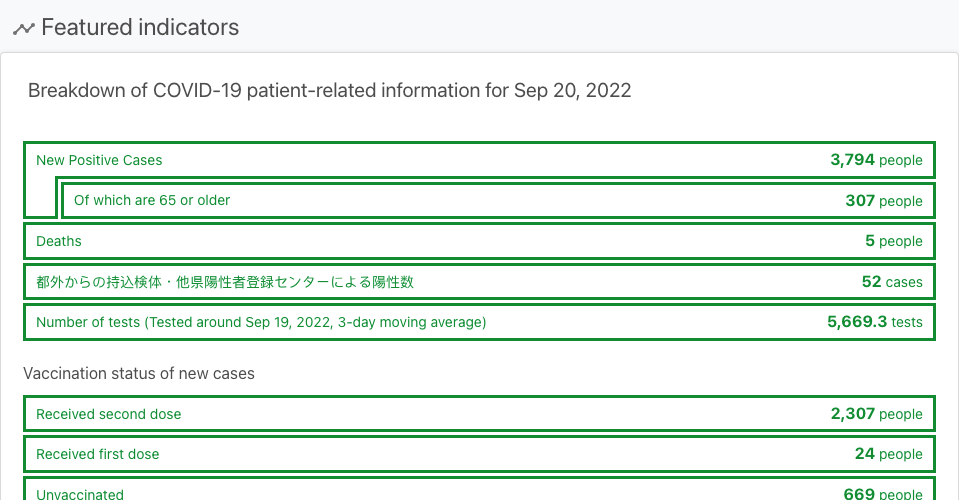 Featured indicators
Breakdown of COVID-19 patient-related information for Sep 20, 2022
New Positive Cases 3,794 people
Of which are 65 or older 307 people
Deaths 5 people
都外からの持込検体・他県陽性者登録センターによる陽性数 52 cases
Number of tests (Tested around Sep 19, 2022, 3-day moving average) 5,669.3 tests
Vaccination status of new cases
Received second dose 2,307 people
Received first dose 24 people
Unvaccinated 669 people